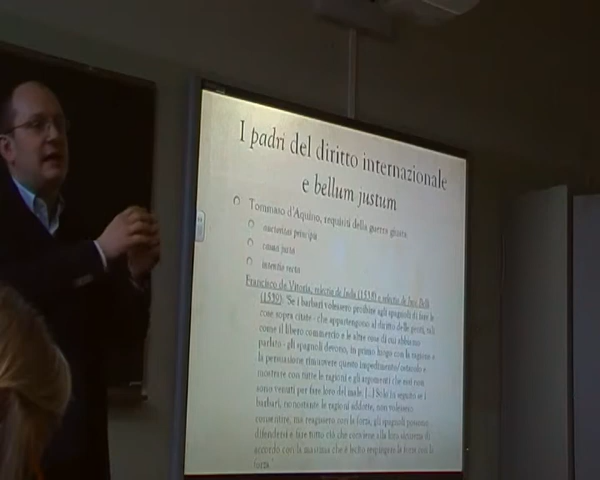 I padri del diritto internazionale
e bellum justum
Tommaso d'Aquino, requisiti della guerra giusta
auctoritas principis
causa justa
intentio recta
Francisco de Vitoria, relectio de Indis (1538) e relectio de Jure Belli
(1539). Se i barbari volessero proibire agli spagnoli di fare le
cose sopra citate - che appartengono al diritto delle genti, tali
come il libero commercio e le altre cose di cui abbiamo
parlato - gli spagnoli devono, in primo luogo con la ragione e
la persuasione rimuovere questo impedimento/ ostacolo e
mostrare con tutte le ragioni e gli argomenti che essi non
sono venuti per fare loro del male. [...] Solo in seguito se i
barbari, nonostante le ragioni addotte, non volessero
consentire, ma reagissero con la forza, gli spagnoli possono
difendersi e fare tutto ciò che conviene alla loro sicurezza di
accordo con la massima che è lecito respingere la forza con la
forza